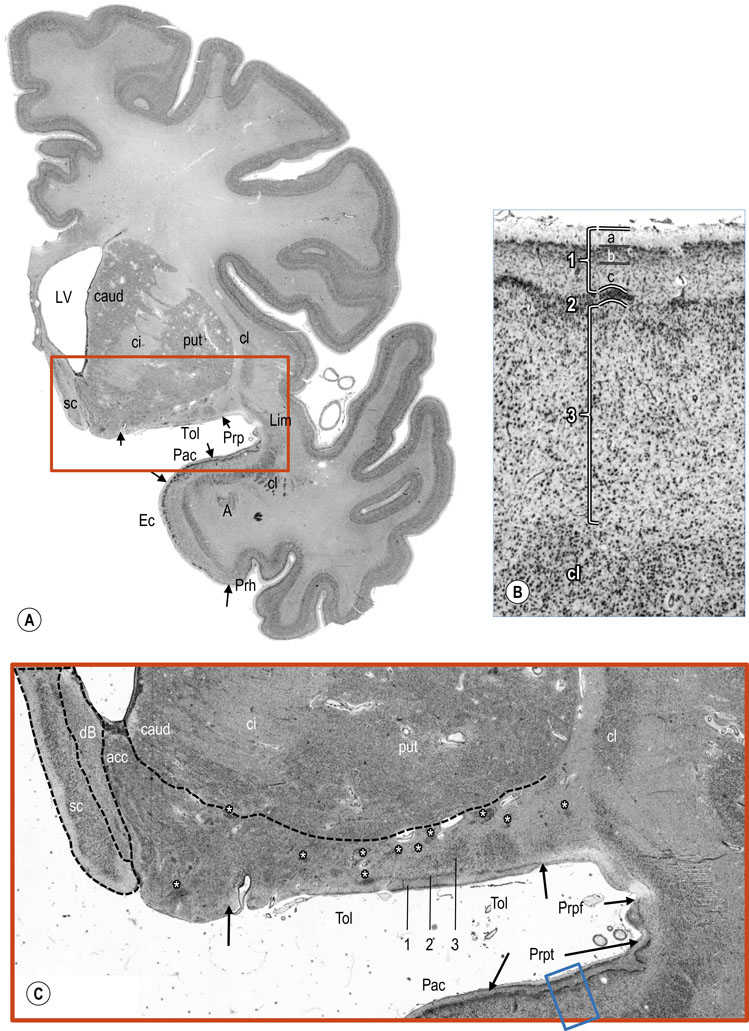 LV
caud
ci
put
cl
sc
Lim
Tol
Prp
Pac
cl
Ec
A
Prh
A
a
1
b
c
2
3
cl
B
dB
caud
ci
cl
acc
put
sc
*
*
*
*
*
*
*
*
*
*
*
*
Tol
Tol
Prpf
1
2
3
Prpt
Pac
C